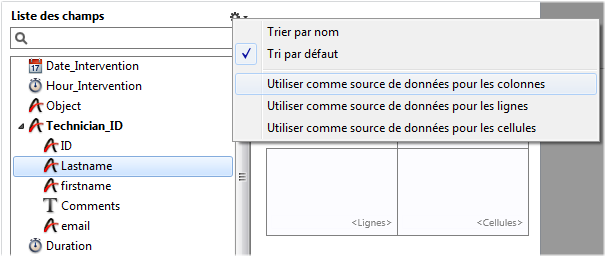 Liste des champs
Trier par nom
Tri par défaut
Utiliser comme source de données pour les colonnes
Utiliser comme source de données pour les lignes
Utiliser comme source de données pour les cellules
17
Date_Intervention
Hour_Intervention
Object
Technician_ID
ID
Lastname
firstname
Comments
email
Duration
<Lignes>
<Cellules>